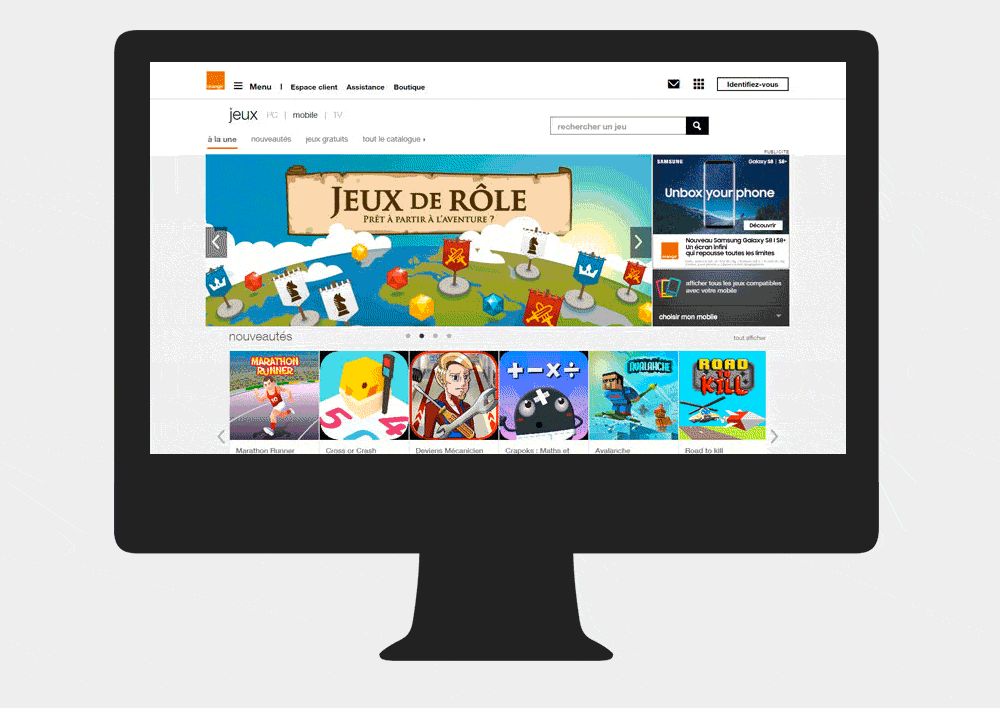 orange
Menu | Espace client Assistance Boutique
Identifiez-vous
jeux PC | mobile | TV
rechercher un jeu
à la une nouveautés jeux gratuits tout le catalogue
PUBLICITÉ
JEUX DE RÔLE
PRÊT À PARTIR À L'AVENTURE ?
SAMSUNG Galaxy S8 | S8+
Unbox your phone
Découvrir
orange
Nouveau Samsung Galaxy S8 | S8+
Un écran infini
qui repousse toutes les limites
afficher tous les jeux compatibles
avec votre mobile
choisir mon mobile
nouveautés
tout afficher
MARATHON
RUNNER
10
5 4
+ - × ÷
AVALANCHE
ROAD
TO
KILL
Marathon Runner Cross or Crash Deviens Mécanicien Crapoks : Maths et Avalanche Road to kill